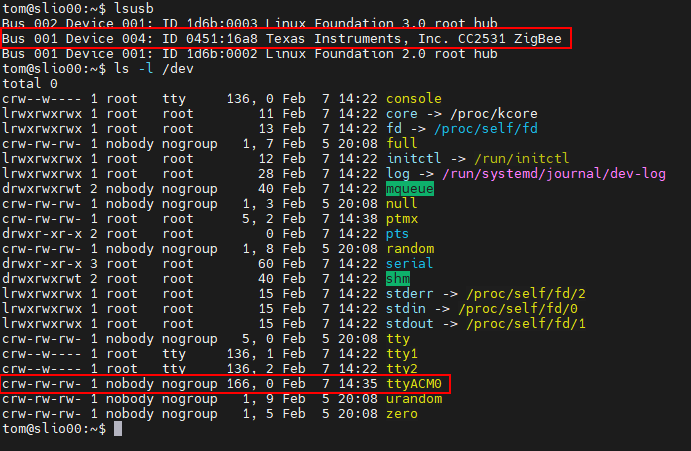 tom@slio00:~$ lsusb
Bus 002 Device 001: ID 1d6b:0003 Linux Foundation 3.0 root hub
Bus 001 Device 004: ID 0451:16a8 Texas Instruments, Inc. CC2531 ZigBee
Bus 001 Device 001: ID 1d6b:0002 Linux Foundation 2.0 root hub
tom@slio00:~$ ls -l /dev
total 0
crw--w---- 1 root   tty     136, 0 Feb  7 14:22 console
lrwxrwxrwx 1 root   root        11 Feb  7 14:22 core -> /proc/kcore
lrwxrwxrwx 1 root   root        13 Feb  7 14:22 fd -> /proc/self/fd
crw-rw-rw- 1 nobody nogroup   1, 7 Feb  5 20:08 full
lrwxrwxrwx 1 root   root        12 Feb  7 14:22 initctl -> /run/initctl
lrwxrwxrwx 1 root   root        28 Feb  7 14:22 log -> /run/systemd/journal/dev-log
drwxrwxrwt 2 nobody nogroup     40 Feb  7 14:22 mqueue
crw-rw-rw- 1 nobody nogroup   1, 3 Feb  5 20:08 null
crw-rw-rw- 1 root   root      5, 2 Feb  7 14:38 ptmx
drwxr-xr-x 2 root   root         0 Feb  7 14:22 pts
crw-rw-rw- 1 nobody nogroup   1, 8 Feb  5 20:08 random
drwxr-xr-x 3 root   root        60 Feb  7 14:22 serial
drwxrwxrwt 2 root   root        40 Feb  7 14:22 shm
lrwxrwxrwx 1 root   root        15 Feb  7 14:22 stderr -> /proc/self/fd/2
lrwxrwxrwx 1 root   root        15 Feb  7 14:22 stdin -> /proc/self/fd/0
lrwxrwxrwx 1 root   root        15 Feb  7 14:22 stdout -> /proc/self/fd/1
crw-rw-rw- 1 nobody nogroup   5, 0 Feb  5 20:08 tty
crw--w---- 1 root   tty     136, 1 Feb  7 14:22 tty1
crw--w---- 1 root   tty     136, 2 Feb  7 14:22 tty2
crw-rw-rw- 1 nobody nogroup 166, 0 Feb  7 14:35 ttyACM0
crw-rw-rw- 1 nobody nogroup   1, 9 Feb  5 20:08 urandom
crw-rw-rw- 1 nobody nogroup   1, 5 Feb  5 20:08 zero
tom@slio00:~$